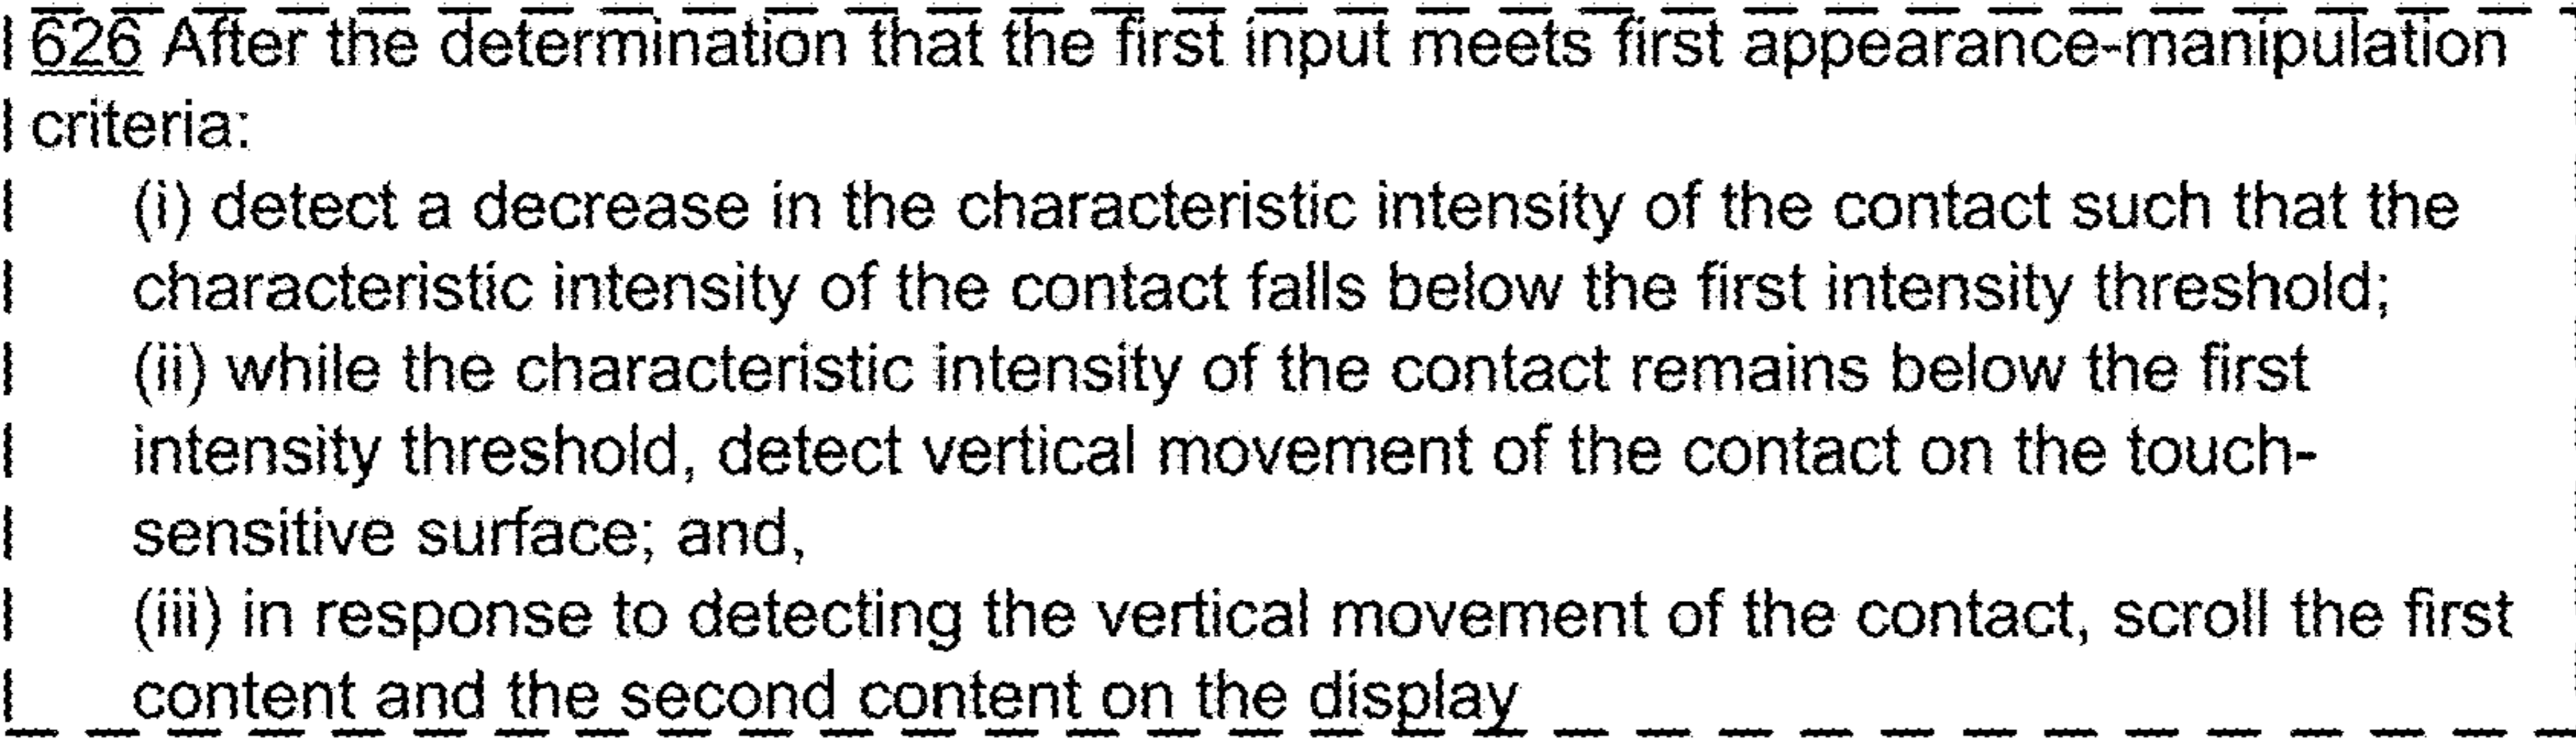 626 After the determination that the first input meets first appearance-manipulation
criteria:
(i) detect a decrease in the characteristic intensity of the contact such that the
characteristic intensity of the contact falls below the first intensity threshold;
(ii) while the characteristic intensity of the contact remains below the first
intensity threshold, detect vertical movement of the contact on the touch-
sensitive surface; and,
(iii) in response to detecting the vertical movement of the contact, scroll the first
content and the second content on the display